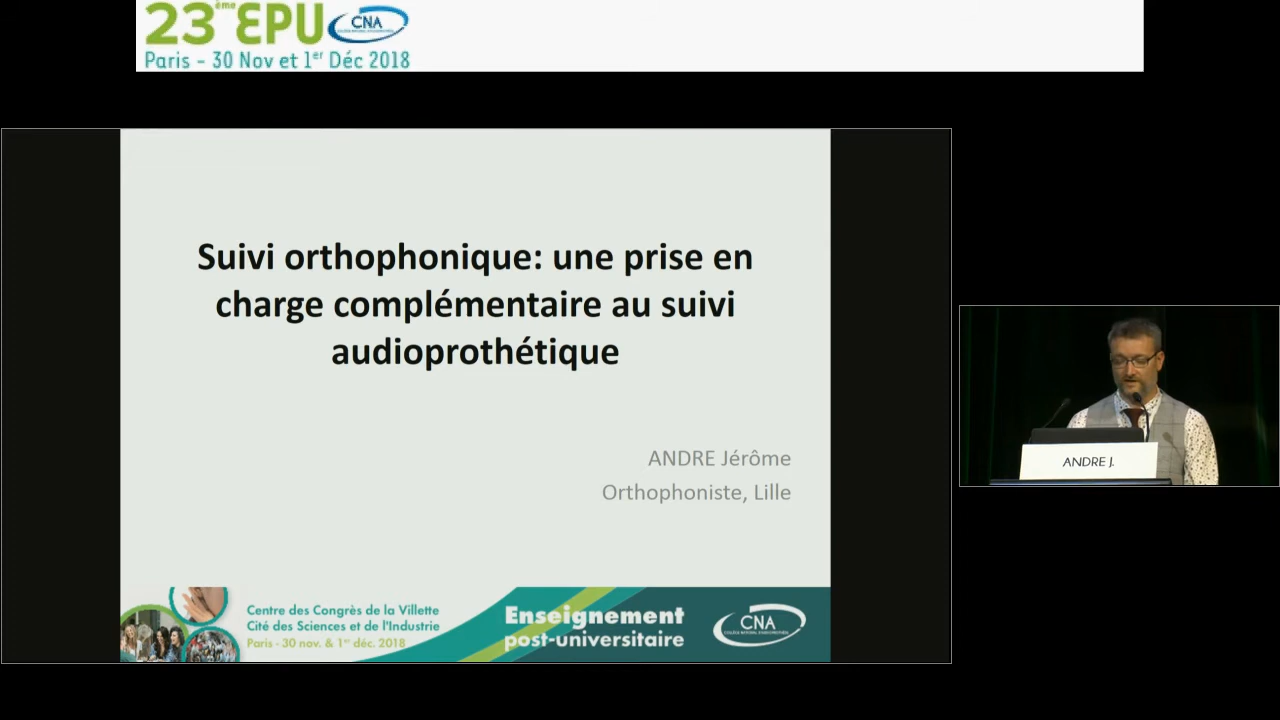 23ème EPU CNA
Paris - 30 Nov et 1er Déc 2018
Suivi orthophonique: une prise en
charge complémentaire au suivi
audioprothétique
ANDRE Jérôme
Orthophoniste, Lille
ANDRE J.
Centre des Congrès de la Villette
Cité des Sciences et de l'Industrie
Paris - 30 nov. & 1er déc. 2018
Enseignement
post-universitaire
CNA